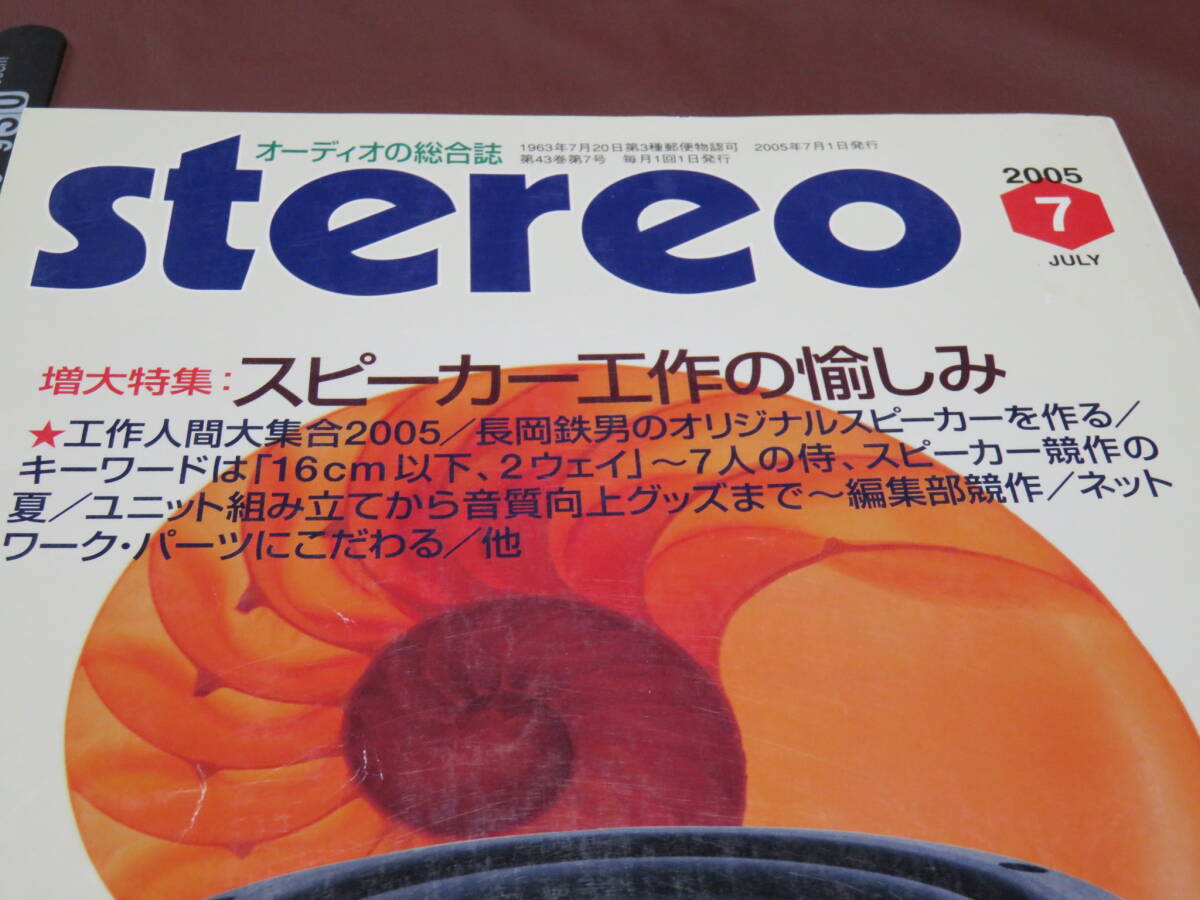 オーディオの総合誌
1963年7月20日第3種郵便物認可 2005年7月1日発行
第43巻第7号 毎月1回1日発行
stereo
2005
7
JULY
増大特集:スピーカー工作の愉しみ
★工作人間大集合2005/長岡鉄男のオリジナルスピーカーを作る/
キーワードは「16cm以下、2ウェイ」～7人の侍、スピーカー競作の
夏/ユニット組み立てから音質向上グッズまで～編集部競作/ネット
ワーク・パーツにこだわる/他